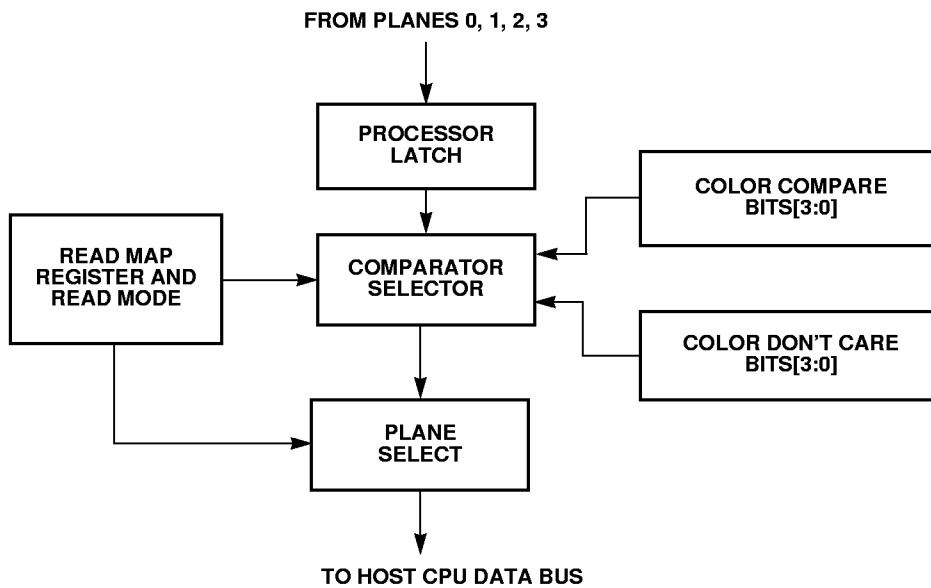 FROM PLANES 0, 1, 2, 3
PROCESSOR
LATCH
COLOR COMPARE
BITS[3:0]
READ MAP
REGISTER AND
READ MODE
COMPARATOR
SELECTOR
COLOR DON'T CARE
BITS[3:0]
PLANE
SELECT
TO HOST CPU DATA BUS